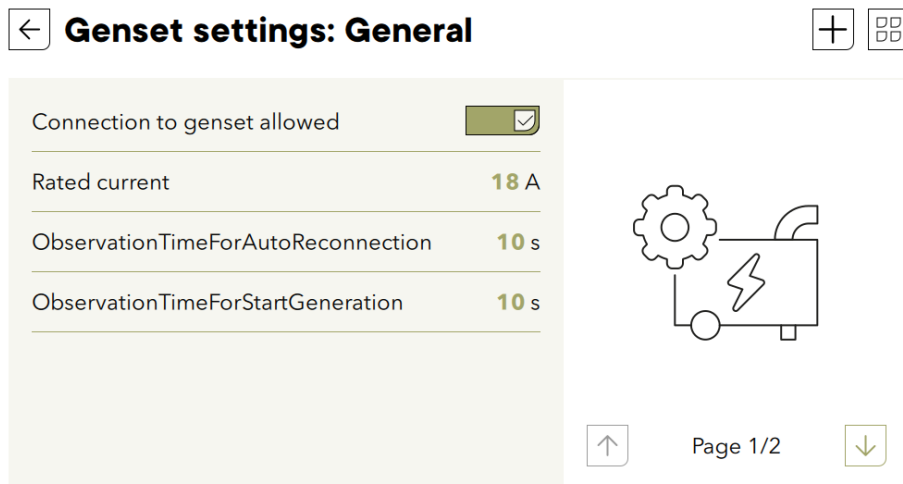 Genset settings: General
Connection to genset allowed
Rated current 18 A
ObservationTimeForAutoReconnection 10 s
ObservationTimeForStartGeneration 10 s
Page 1/2